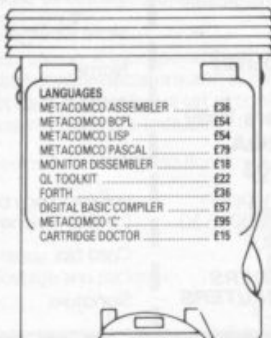 LANGUAGES
METACOMCO ASSEMBLER ........ £36
METACOMCO BCPL ........ £54
METACOMCO LISP ........ £54
METACOMCO PASCAL ........ £79
MONITOR DISSEMBLER ........ £18
QL TOOLKIT ........ £22
FORTH ........ £36
DIGITAL BASIC COMPILER ........ £57
METACOMCO 'C' ........ £95
CARTRIDGE DOCTOR ........ £15